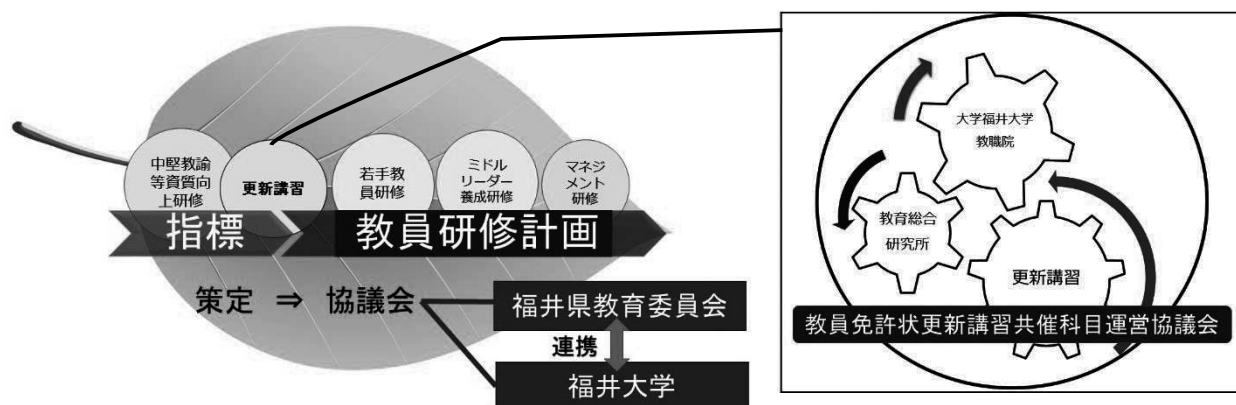 中堅教諭
等資質向
上研修
更新講習
若手教
員研修
ミドル
リーダー
養成研修
マネジ
メント
研修
指標
教員研修計画
策定 ⇒ 協議会
福井県教育委員会
連携
福井大学
大学福井大学
教職院
教育総合
研究所
更新講習
教員免許状更新講習共催科目運営協議会